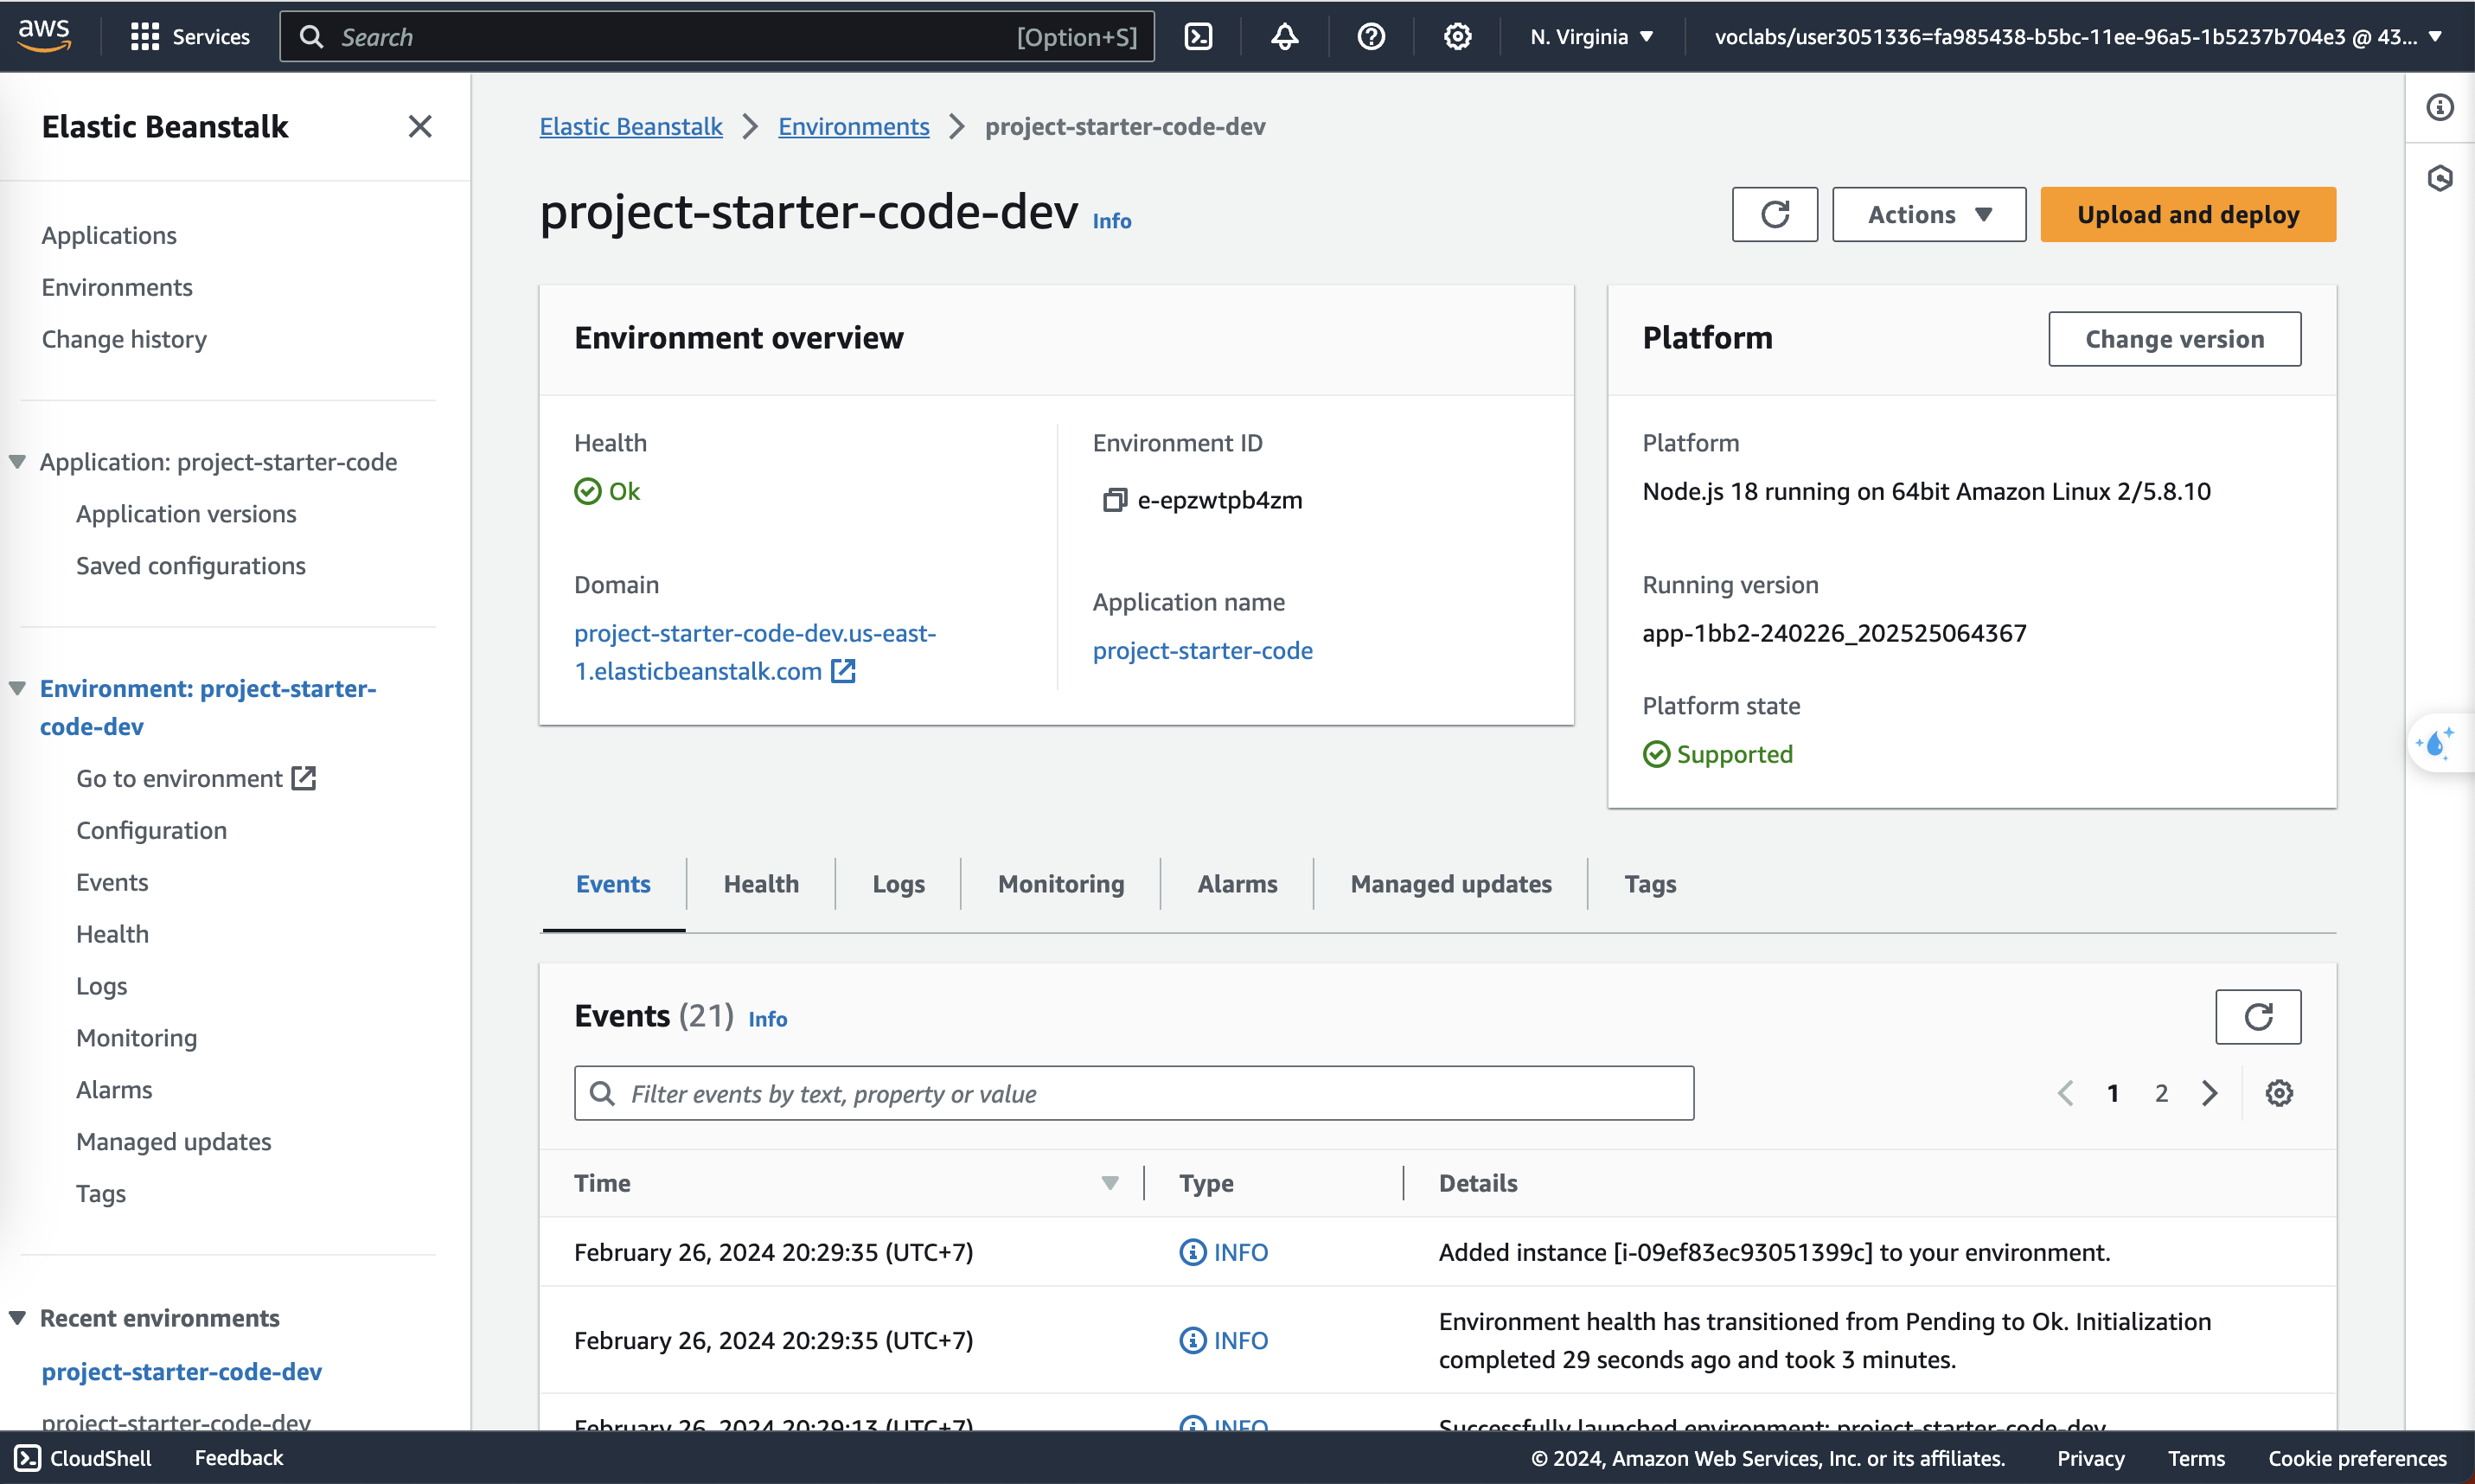 aws
Services
Search
[Option+S]
N. Virginia
voclabs/user3051336=fa985438-b5bc-11ee-96a5-1b5237b704e3 @ 43...
Elastic Beanstalk
Applications
Environments
Change history
Application: project-starter-code
Application versions
Saved configurations
Environment: project-starter-
code-dev
Go to environment
Configuration
Events
Health
Logs
Monitoring
Alarms
Managed updates
Tags
Recent environments
project-starter-code-dev
project-starter-code-dev
Elastic Beanstalk > Environments > project-starter-code-dev
project-starter-code-dev Info
Actions
Upload and deploy
Environment overview
Health
Ok
Domain
project-starter-code-dev.us-east-
1.elasticbeanstalk.com
Environment ID
e-epzwtpb4zm
Application name
project-starter-code
Platform
Change version
Platform
Node.js 18 running on 64bit Amazon Linux 2/5.8.10
Running version
app-1bb2-240226_202525064367
Platform state
Supported
Events
Health
Logs
Monitoring
Alarms
Managed updates
Tags
Events (21) Info
Filter events by text, property or value
1 2
Time Type Details
February 26, 2024 20:29:35 (UTC+7) INFO Added instance [i-09ef83ec93051399c] to your environment.
February 26, 2024 20:29:35 (UTC+7) INFO Environment health has transitioned from Pending to Ok. Initialization
completed 29 seconds ago and took 3 minutes.
February 26, 2024 20:29:13 (UTC+7) INFO Successfully launched environment: project-starter-code-dev
CloudShell
Feedback
© 2024, Amazon Web Services, Inc. or its affiliates.
Privacy
Terms
Cookie preferences